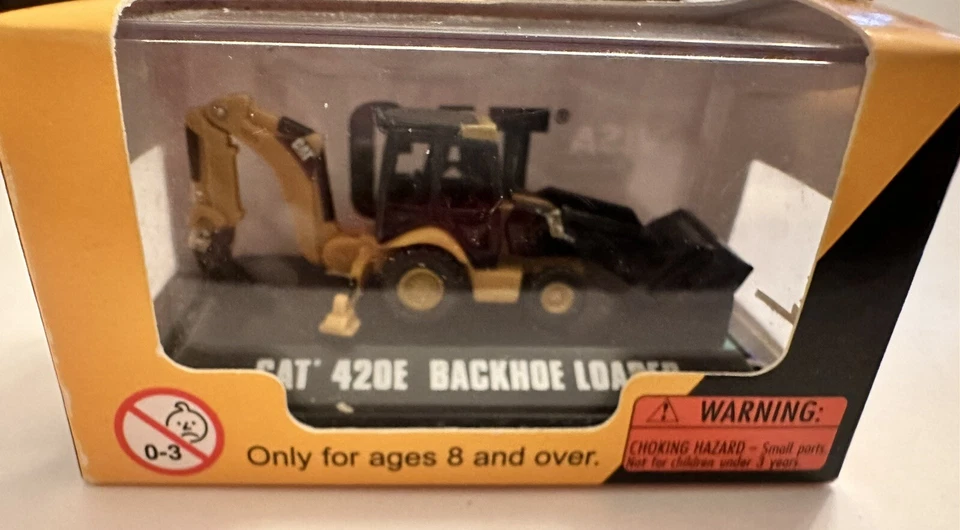 CAT
®
CAT® 420E BACKHOE LOADER
0-3
Only for ages 8 and over.
WARNING:
CHOKING HAZARD – Small parts
Not for children under 3 years.